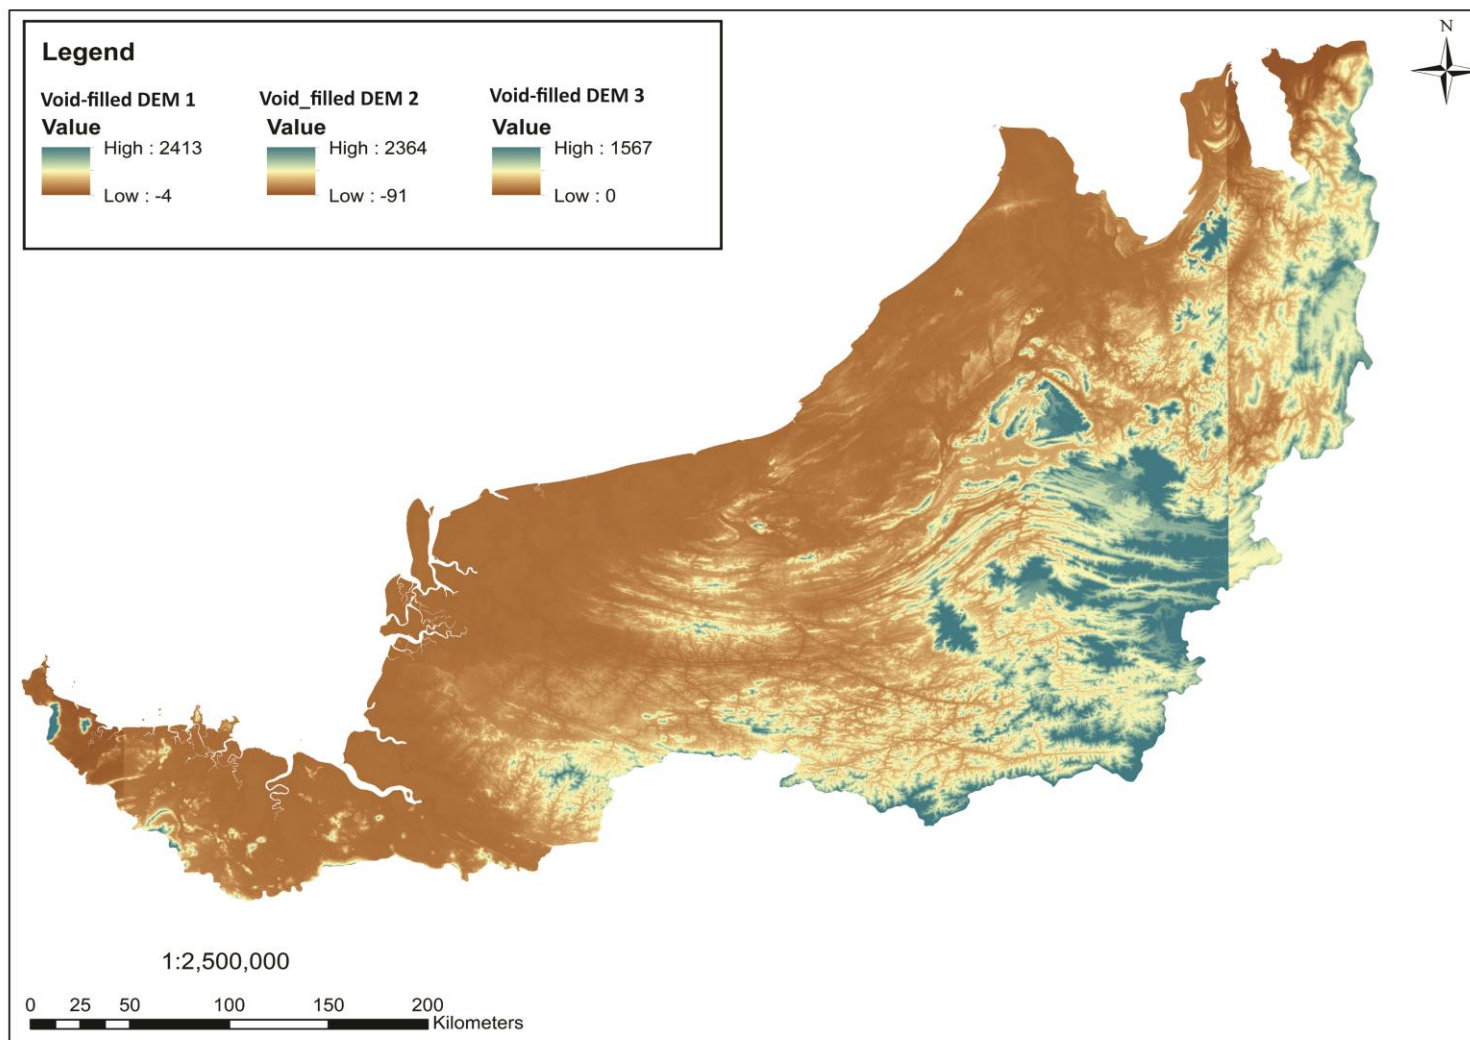 N
Legend
Void-filled DEM 1
Value
High : 2413
Low : -4
Void_filled DEM 2
Value
High : 2364
Low : -91
Void-filled DEM 3
Value
High : 1567
Low : 0
1:2,500,000
0 25 50 100 150 200
Kilometers